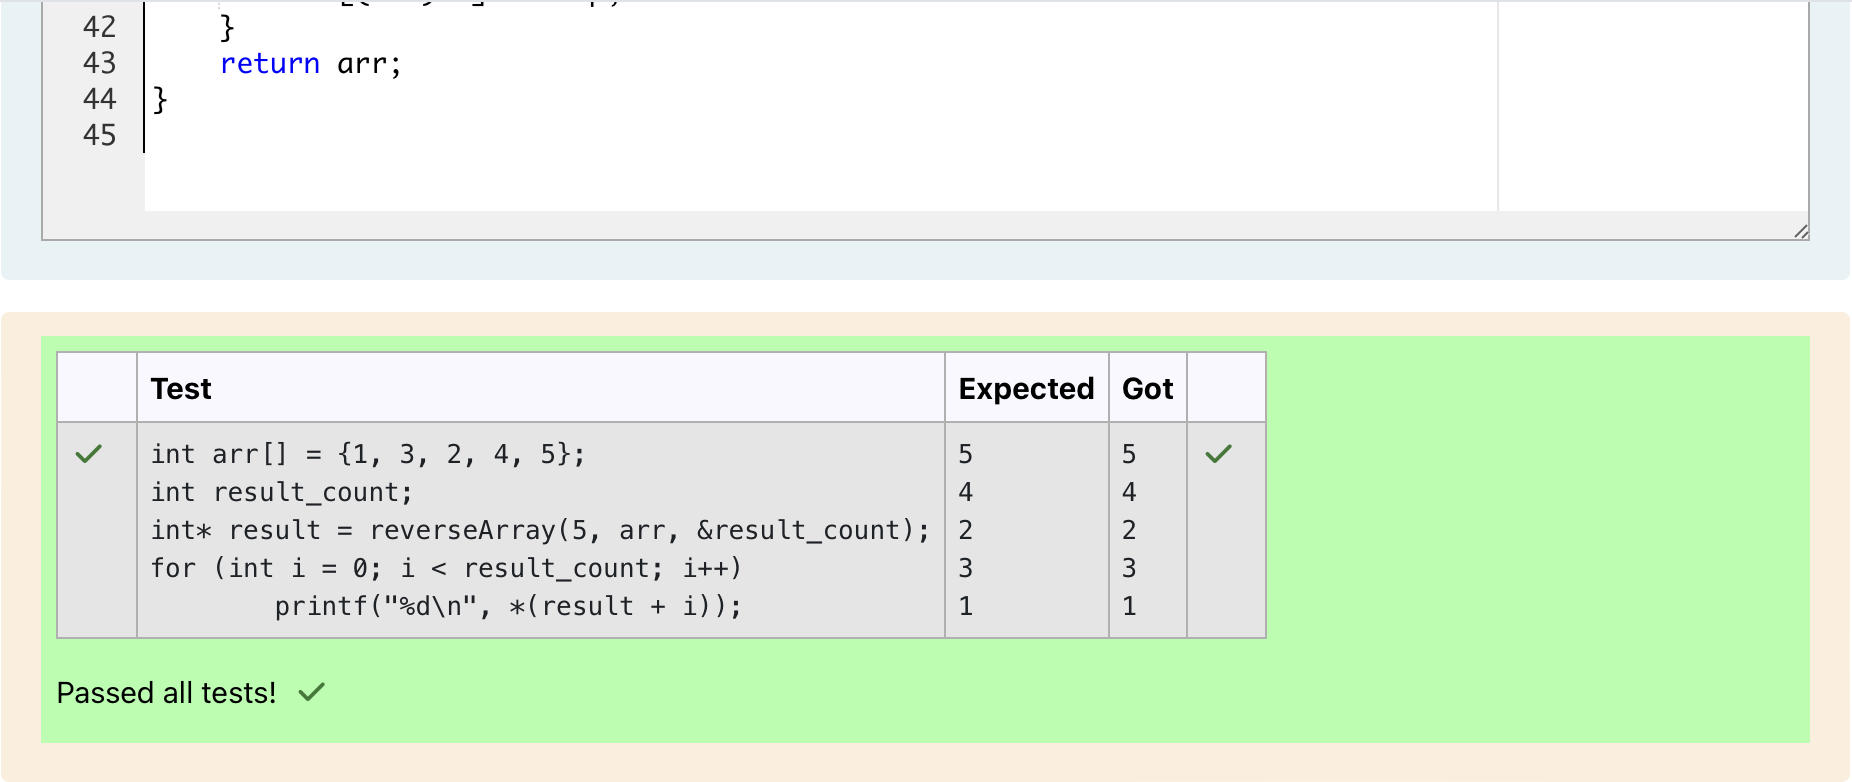 42 }
43 return arr;
44 }
45
Test Expected Got
int arr[] = {1, 3, 2, 4, 5}; 5 5
int result_count; 4 4
int* result = reverseArray(5, arr, &result_count); 2 2
for (int i = 0; i < result_count; i++) 3 3
printf("%d\n", *(result + i)); 1 1
Passed all tests!